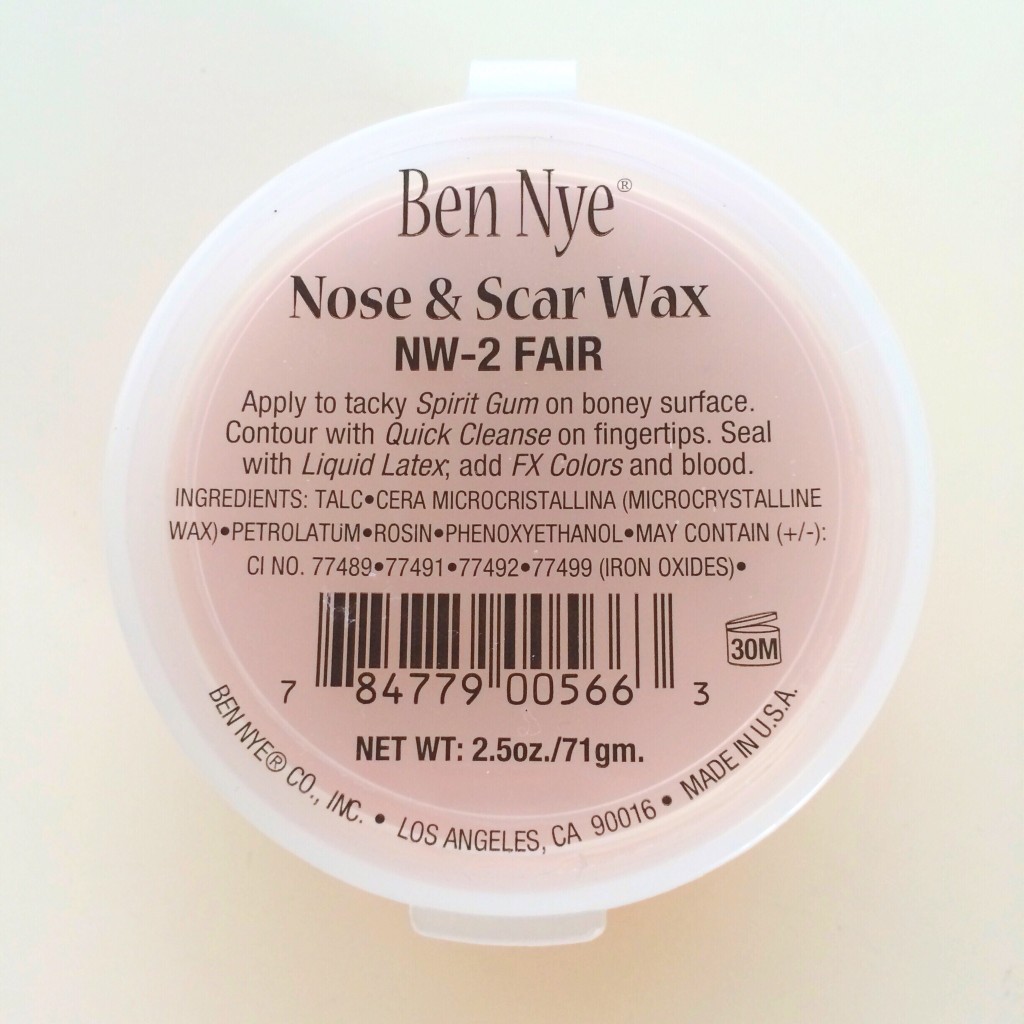 Ben Nye®
Nose & Scar Wax
NW-2 FAIR
Apply to tacky Spirit Gum on boney surface.
Contour with Quick Cleanse on fingertips. Seal
with Liquid Latex; add FX Colors and blood.
INGREDIENTS: TALC•CERA MICROCRISTALLINA (MICROCRYSTALLINE
WAX)•PETROLATUM•ROSIN•PHENOXYETHANOL•MAY CONTAIN (+/-):
CI NO. 77489•77491•77492•77499 (IRON OXIDES)•
30M
7 84779 00566 3
NET WT: 2.5oz./71gm.
BEN NYE® CO., INC. • LOS ANGELES, CA 90016 • MADE IN U.S.A.